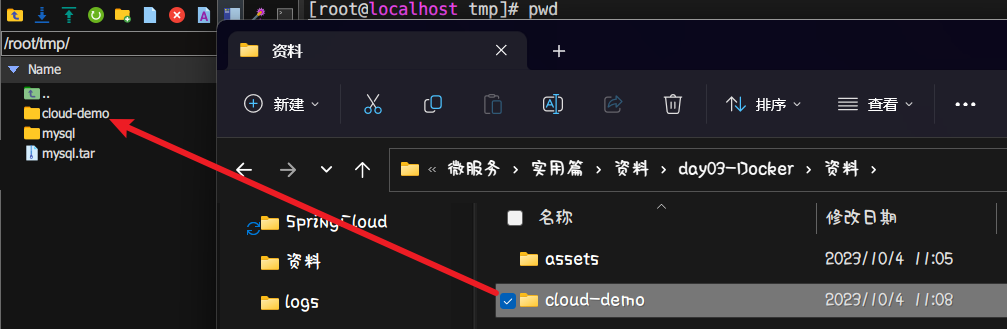 [root@localhost tmp]# pwd
/root/tmp/
Name
..
cloud-demo
mysql
mysql.tar
资料
新建
排序
查看
« 微服务 › 实用篇 › 资料 › day03-Docker › 资料 ›
SpringCloud
资料
logs
名称 修改日期
assets 2023/10/4 11:05
cloud-demo 2023/10/4 11:08